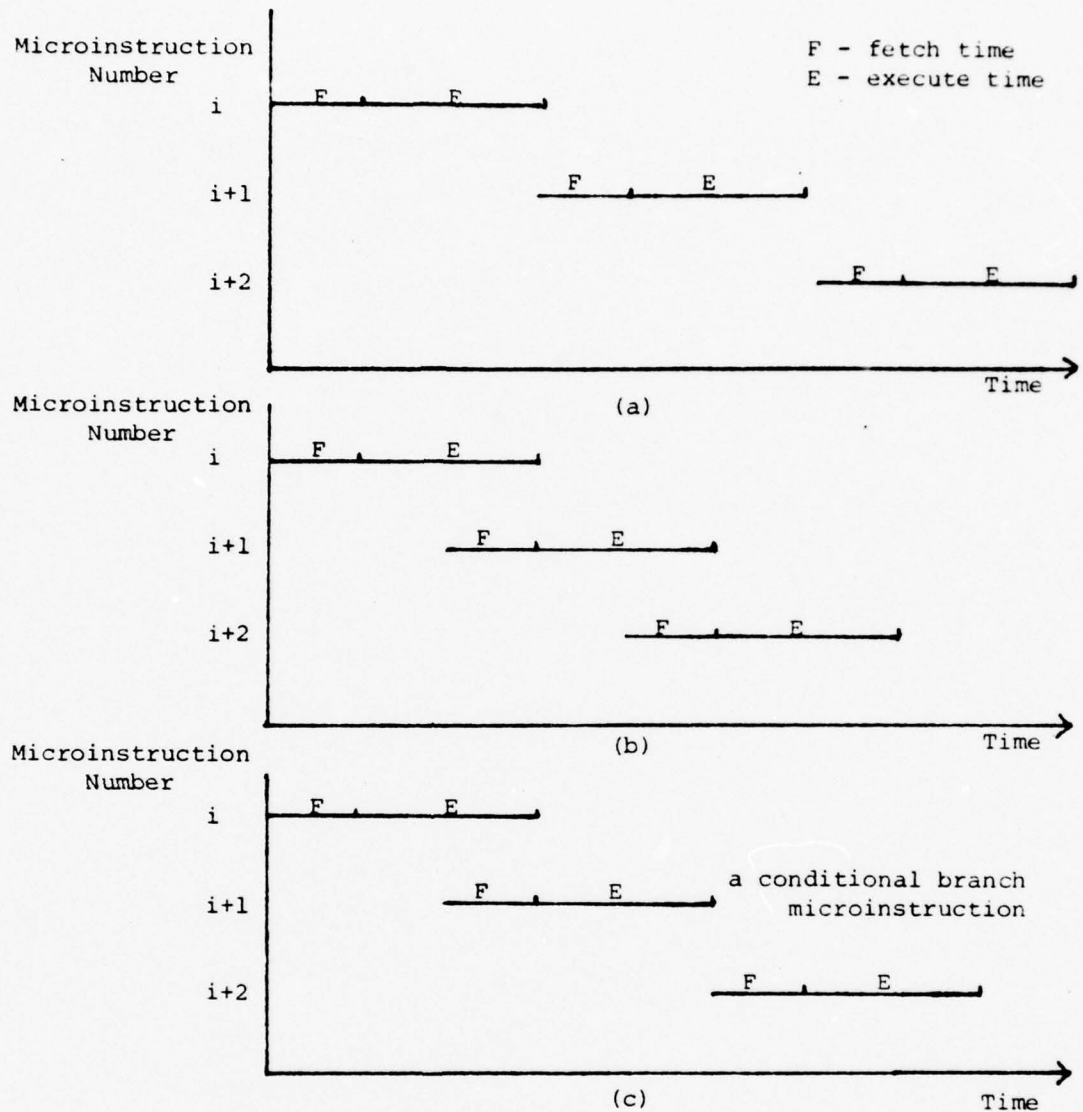 Microinstruction
Number
F - fetch time
E - execute time
i
F E
i+1
F E
i+2
F E
Time
(a)
Microinstruction
Number
i
F E
i+1
F E
i+2
F E
Time
(b)
Microinstruction
Number
i
F E
i+1
F E
a conditional branch
microinstruction
i+2
F E
Time
(c)